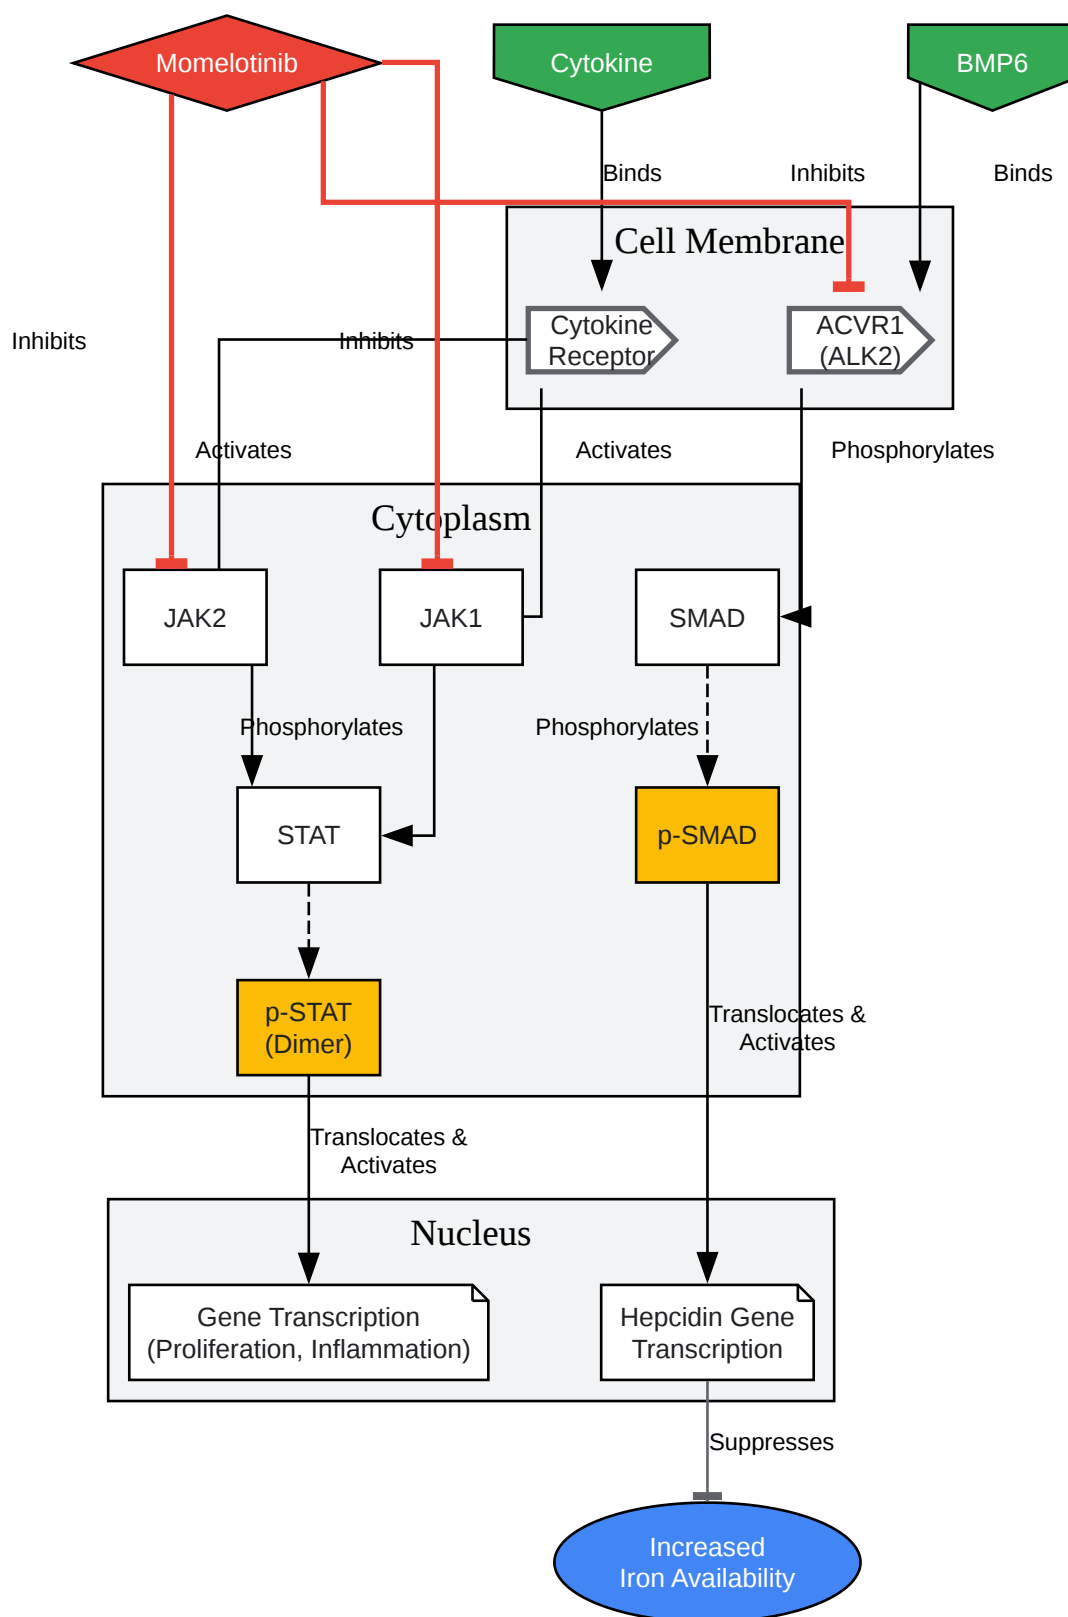 Momelotinib
Cytokine
BMP6
Binds
Inhibits
Binds
Cell Membrane
Inhibits
Inhibits
Cytokine
Receptor
ACVR1
(ALK2)
Activates
Activates
Phosphorylates
Cytoplasm
JAK2
JAK1
SMAD
Phosphorylates
Phosphorylates
STAT
p-SMAD
p-STAT
(Dimer)
Translocates &
Activates
Translocates &
Activates
Nucleus
Gene Transcription
(Proliferation, Inflammation)
Hepcidin Gene
Transcription
Suppresses
Increased
Iron Availability